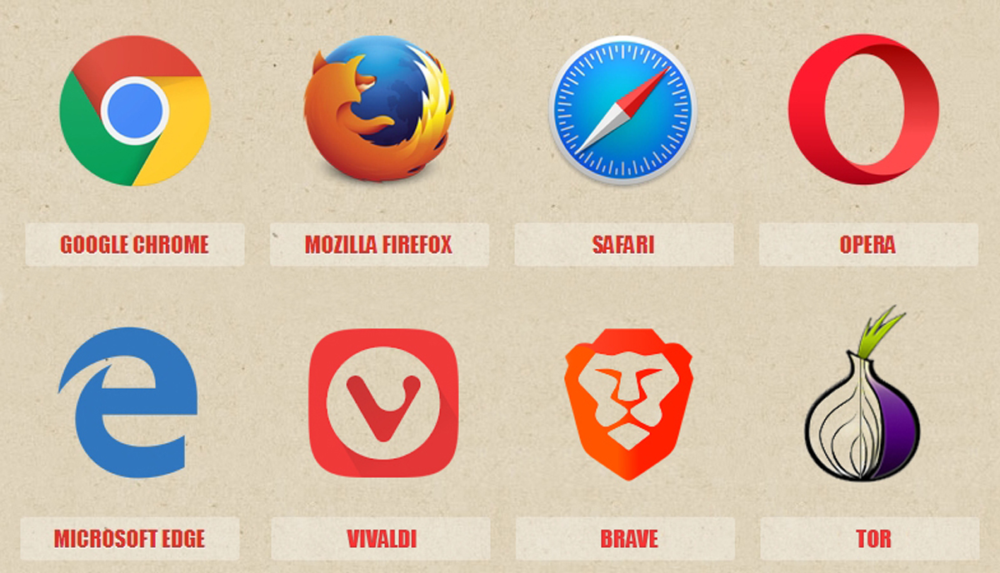 GOOGLE CHROME
MOZILLA FIREFOX
SAFARI
OPERA
MICROSOFT EDGE
VIVALDI
BRAVE
TOR